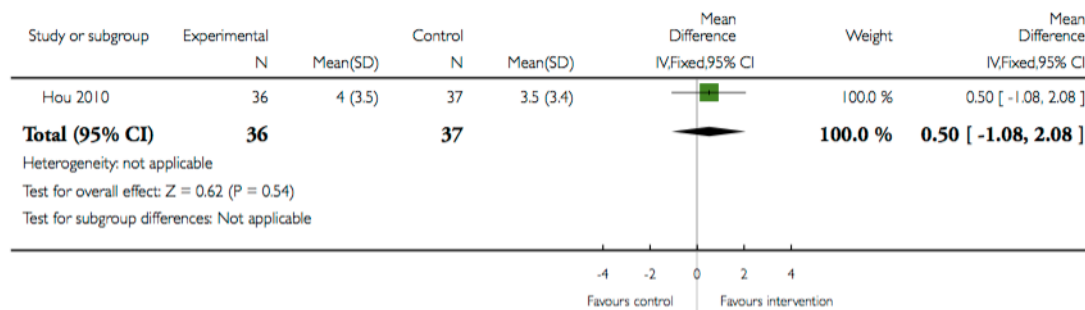 Study or subgroup Experimental Control Mean Difference Weight Mean Difference
N Mean(SD) N Mean(SD) IV,Fixed,95% CI IV,Fixed,95% CI
Hou 2010 36 4 (3.5) 37 3.5 (3.4) 100.0 % 0.50 [ -1.08, 2.08 ]
Total (95% CI) 36 37 100.0 % 0.50 [ -1.08, 2.08 ]
Heterogeneity: not applicable
Test for overall effect: Z = 0.62 (P = 0.54)
Test for subgroup differences: Not applicable
-4 -2 0 2 4
Favours control Favours intervention